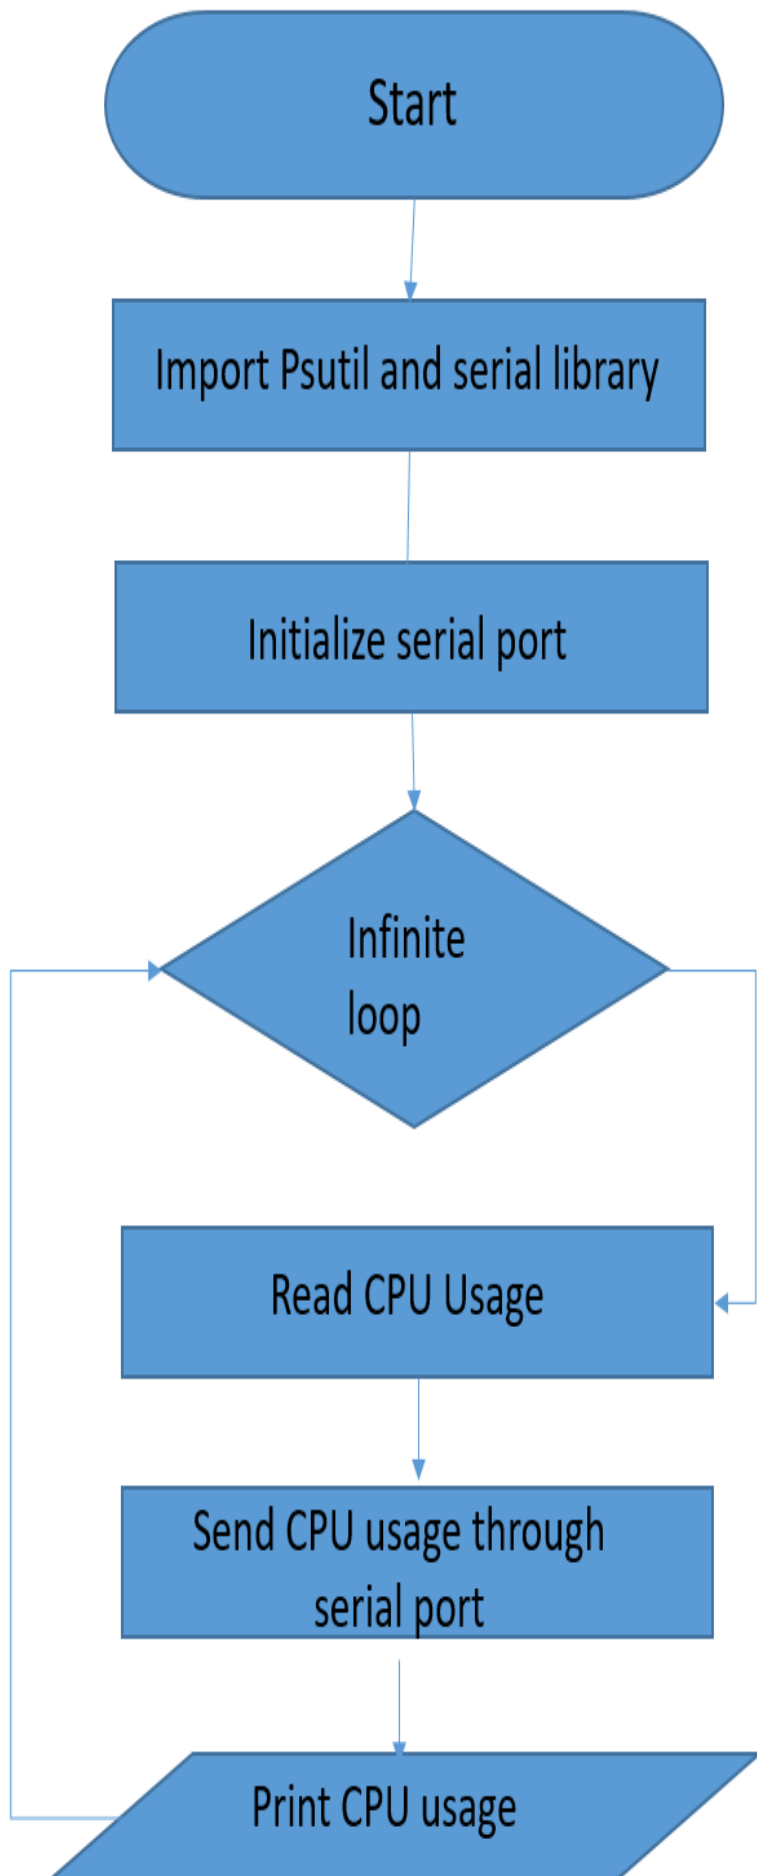 Start
Import Psutil and serial library
Initialize serial port
Infinite
loop
Read CPU Usage
Send CPU usage through
serial port
Print CPU usage